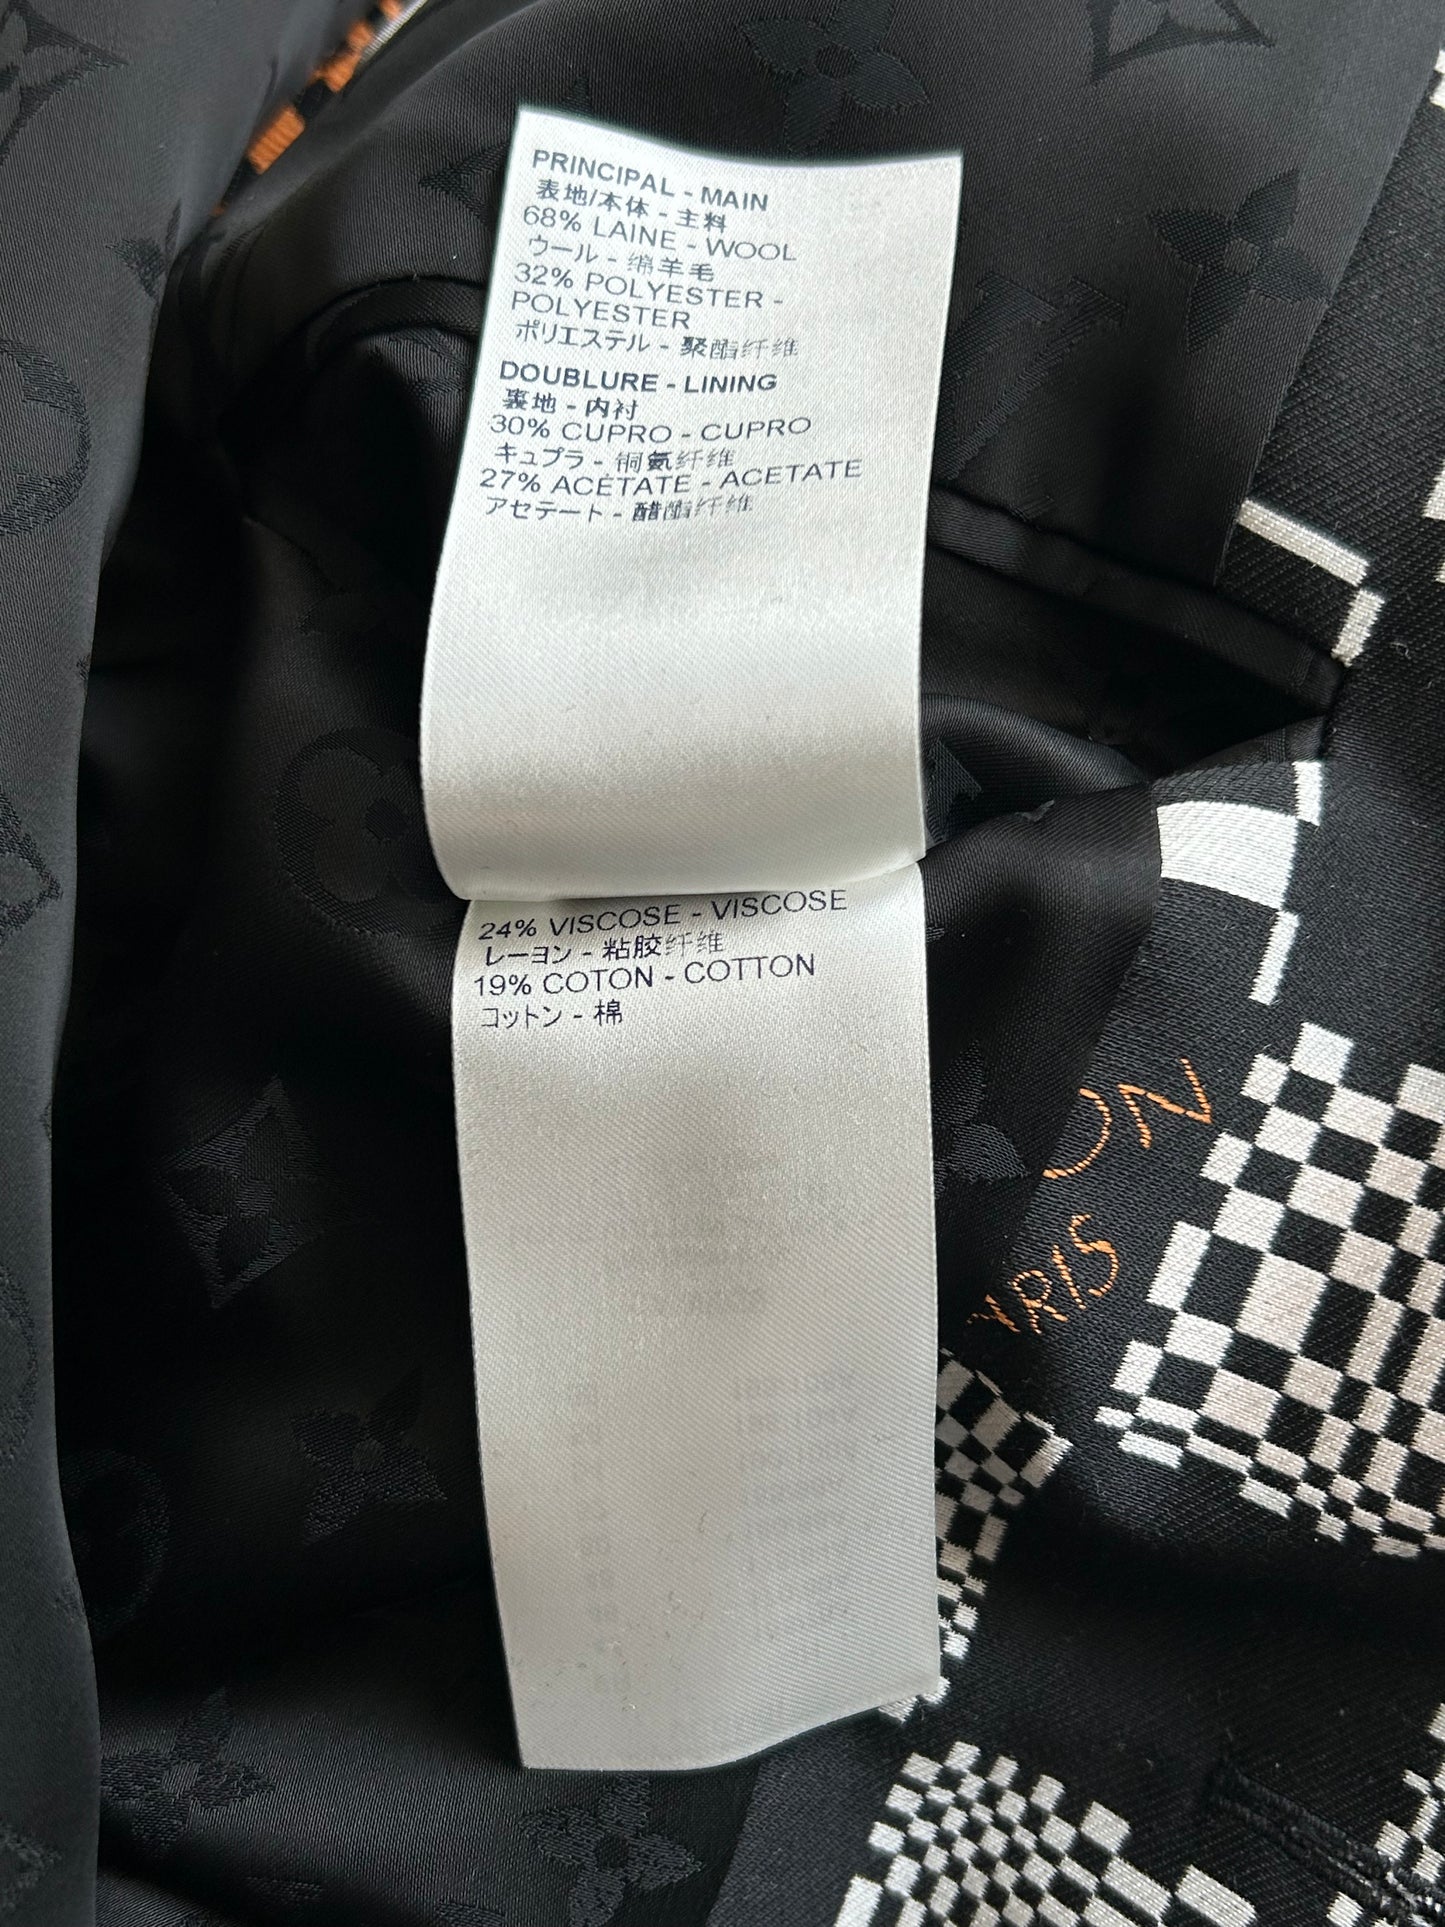 PRINCIPAL - MAIN
表地/本体 - 主料
68% LAINE - WOOL
ウール - 绵羊毛
32% POLYESTER -
POLYESTER
ポリエステル - 聚酯纤维
DOUBLURE - LINING
裏地 - 内衬
30% CUPRO - CUPRO
キュプラ - 铜氨纤维
27% ACETATE - ACETATE
アセテート - 醋酯纤维
24% VISCOSE - VISCOSE
レーヨン - 粘胶纤维
19% COTON - COTTON
コットン - 棉
ON
ARIS